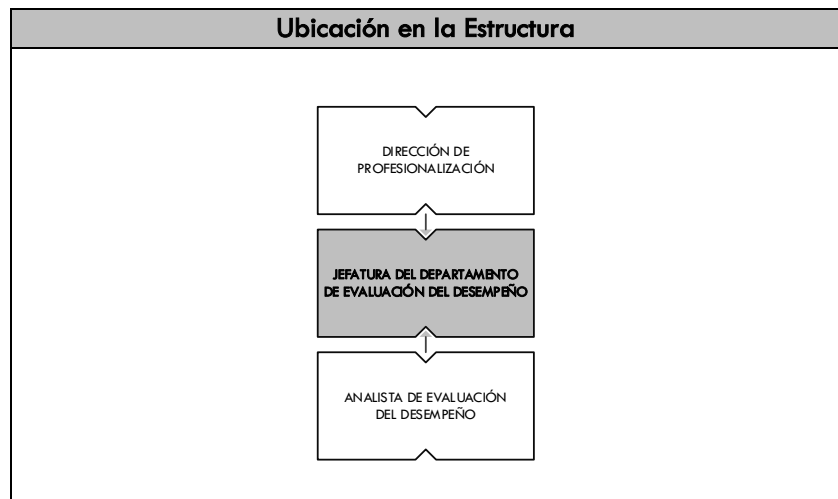 Ubicación en la Estructura
DIRECCIÓN DE
PROFESIONALIZACIÓN
JEFATURA DEL DEPARTAMENTO
DE EVALUACIÓN DEL DESEMPEÑO
ANALISTA DE EVALUACIÓN
DEL DESEMPEÑO